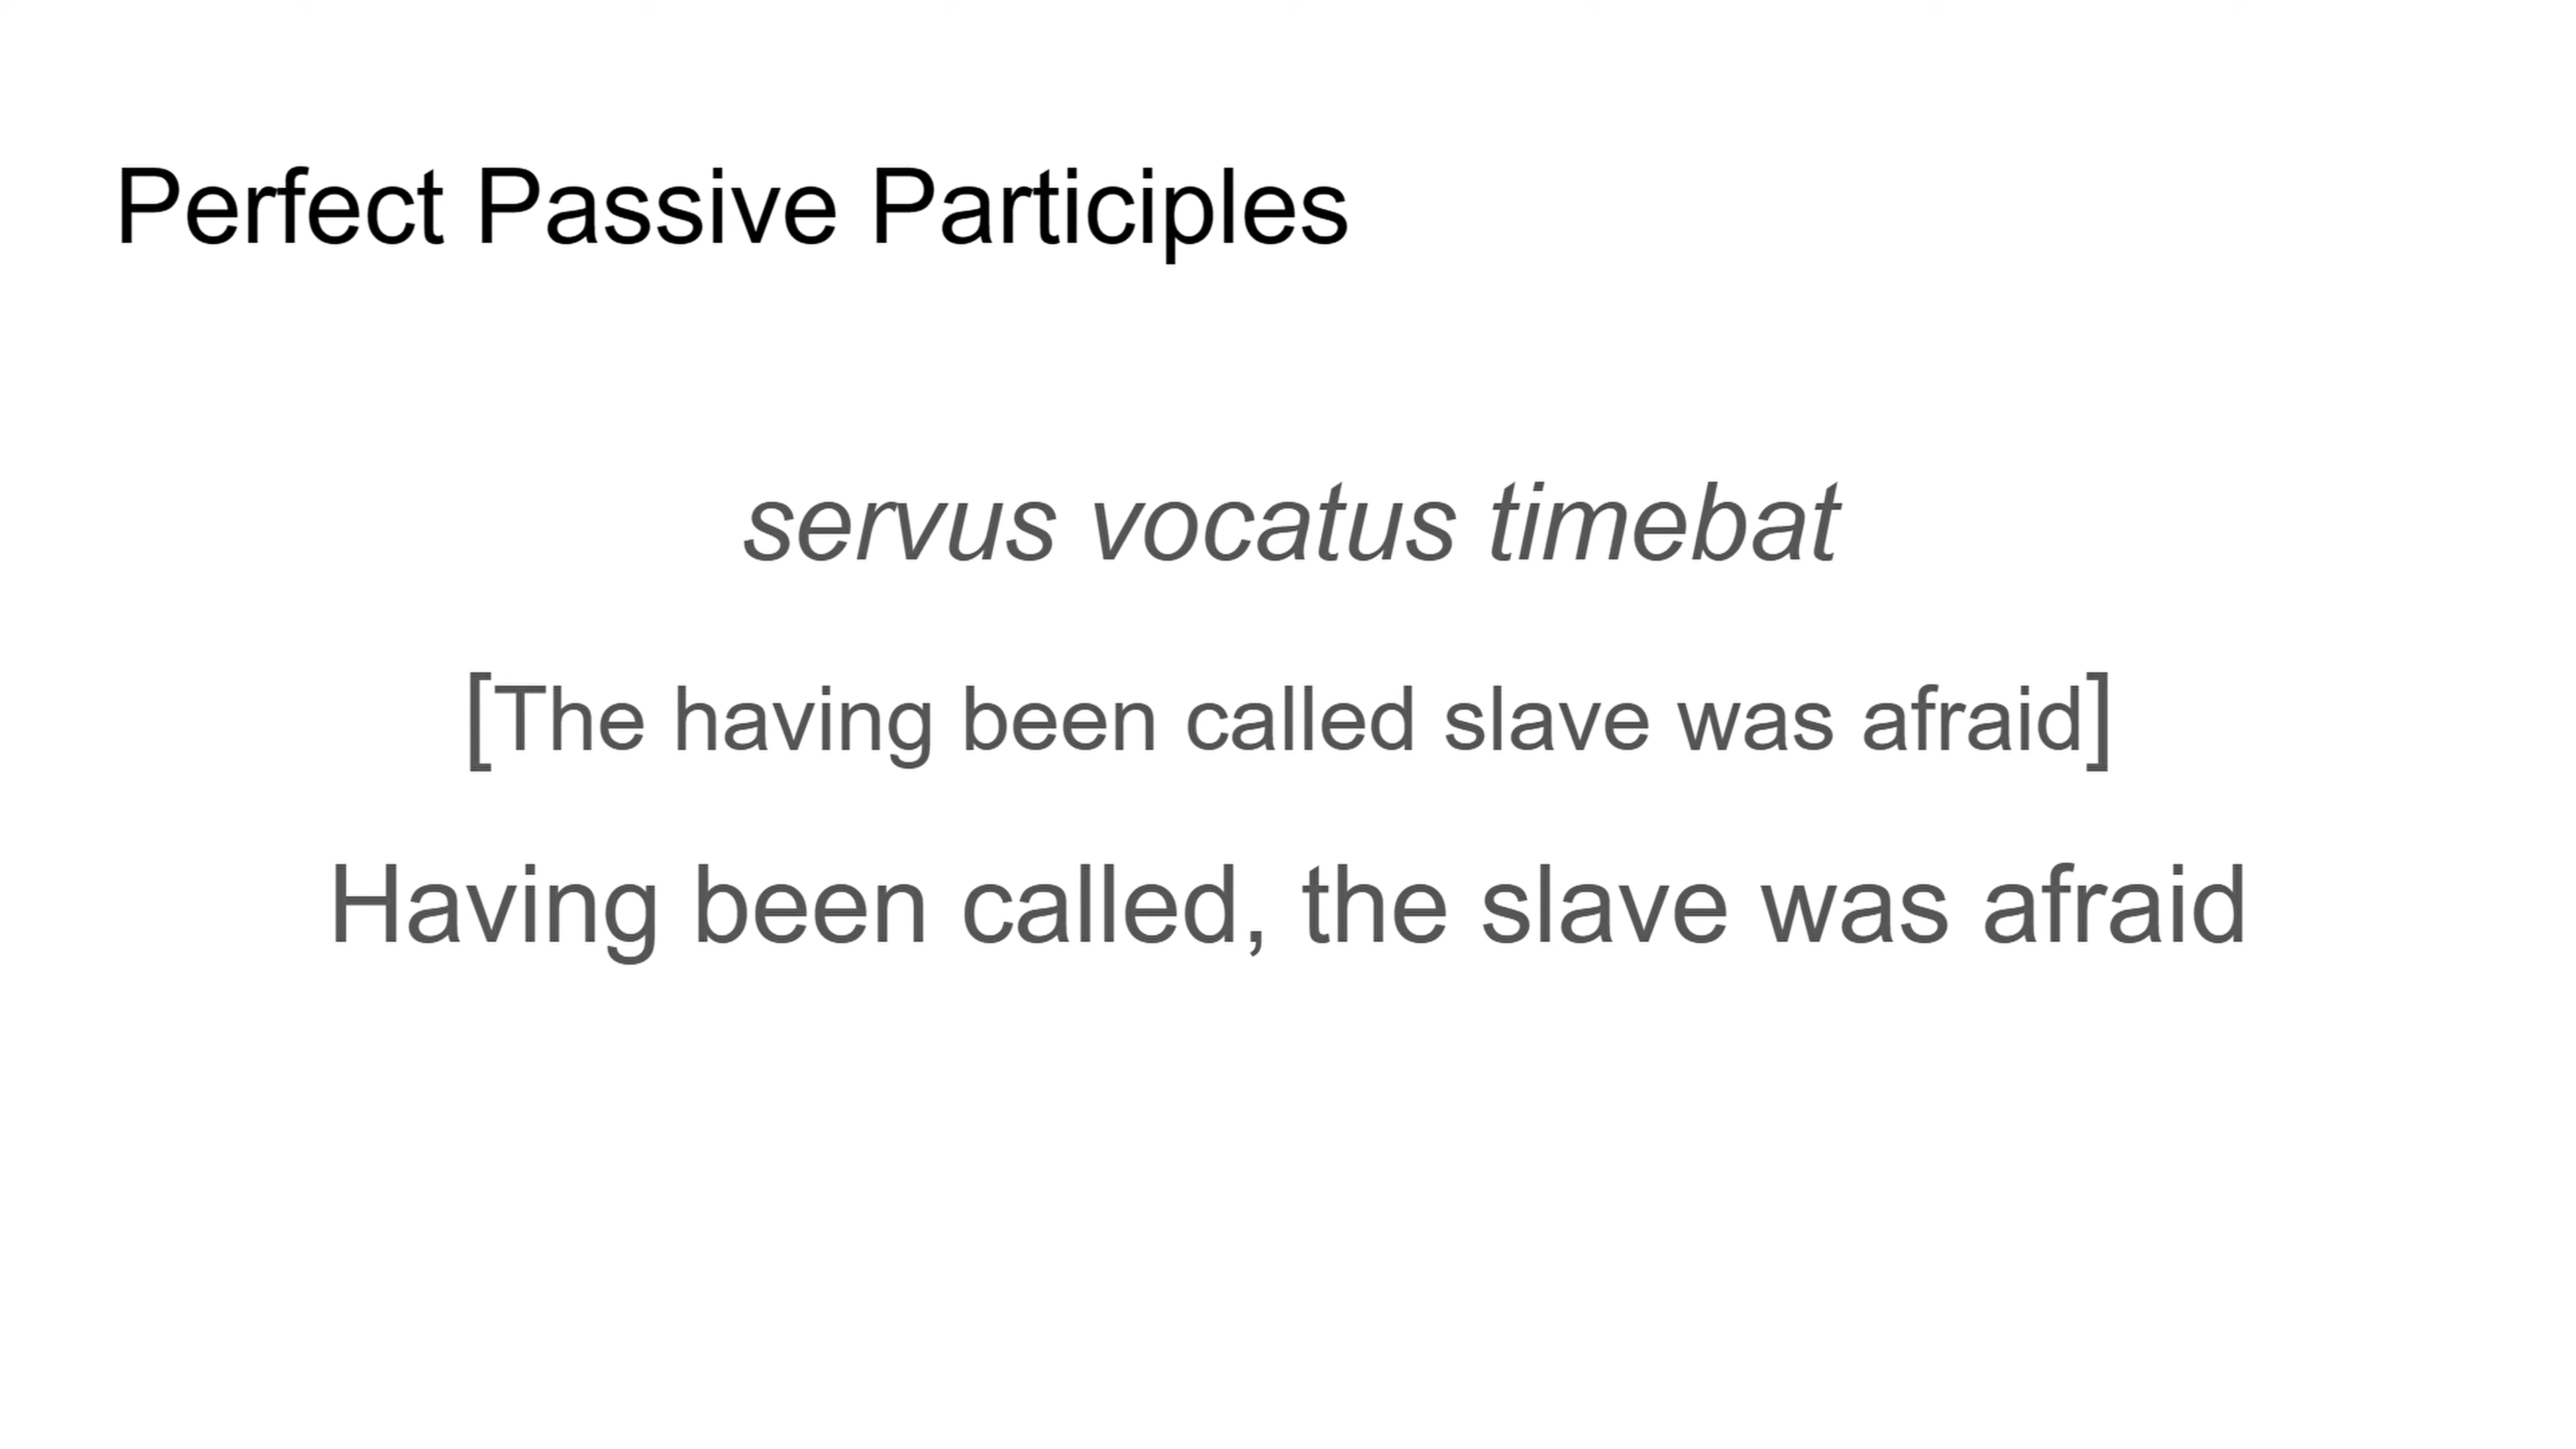 Perfect Passive Participles
servus vocatus timebat
[The having been called slave was afraid]
Having been called, the slave was afraid